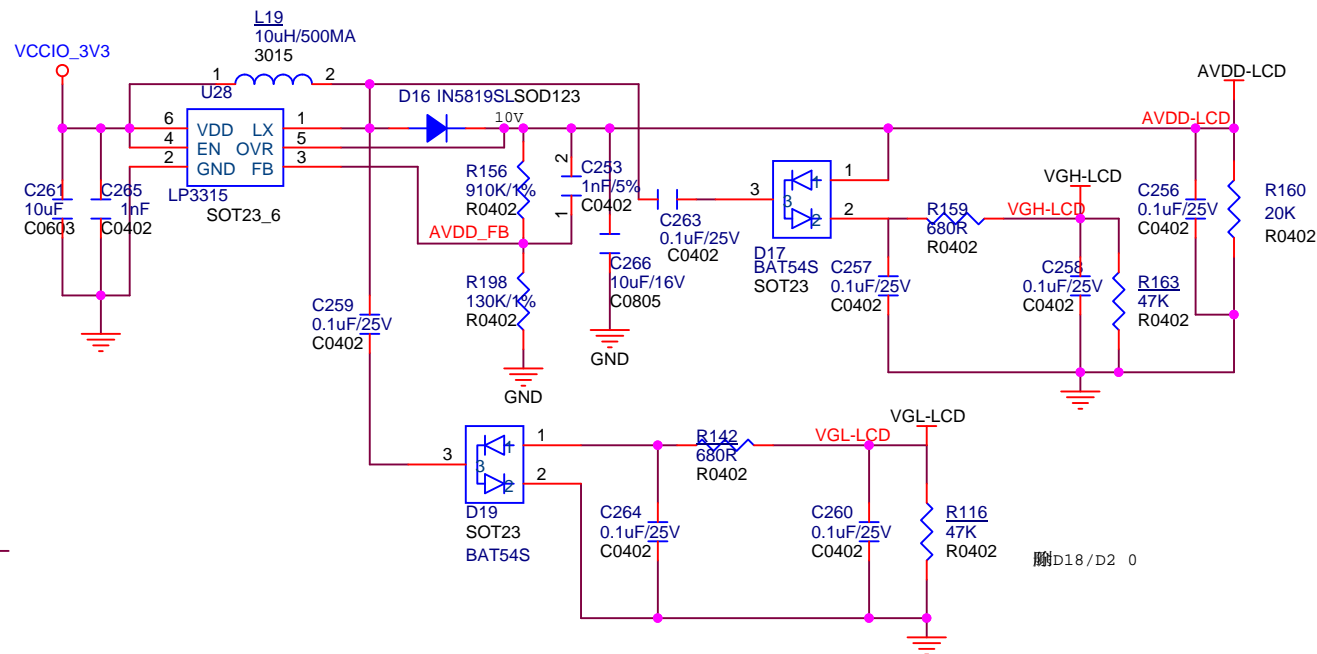 L19
10uH/500MA
3015
VCCIO_3V3
1
2
U28
D16 IN5819SLSOD123
10V
AVDD-LCD
AVDD-LCD
6 VDD LX 1
4 EN OVR 5
2 GND FB 3
LP3315
SOT23_6
C261
10uF
C0603
C265
1nF
C0402
R156
910K/1%
R0402
2
C253
1nF/5%
C0402
1
AVDD_FB
R198
130K/1%
R0402
GND
C266
10uF/16V
C0805
GND
C263
0.1uF/25V
C0402
3
3
1
2
1
2
D17
BAT54S
SOT23
C257
0.1uF/25V
C0402
R159
680R
R0402
VGH-LCD
VGH-LCD
C258
0.1uF/25V
C0402
R163
47K
R0402
C256
0.1uF/25V
C0402
R160
20K
R0402
C259
0.1uF/25V
C0402
3
3
1
2
1
2
D19
SOT23
BAT54S
R142
680R
R0402
VGL-LCD
VGL-LCD
C264
0.1uF/25V
C0402
C260
0.1uF/25V
C0402
R116
47K
R0402
D18/D2 0